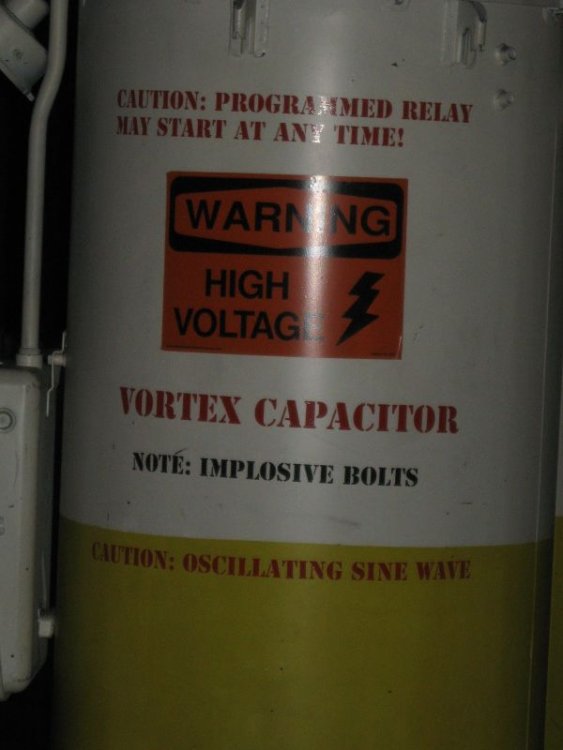 CAUTION: PROGRAMMED RELAY
MAY START AT ANY TIME!
WARNING
HIGH
VOLTAGE
VORTEX CAPACITOR
NOTE: IMPLOSIVE BOLTS
CAUTION: OSCILLATING SINE WAVE